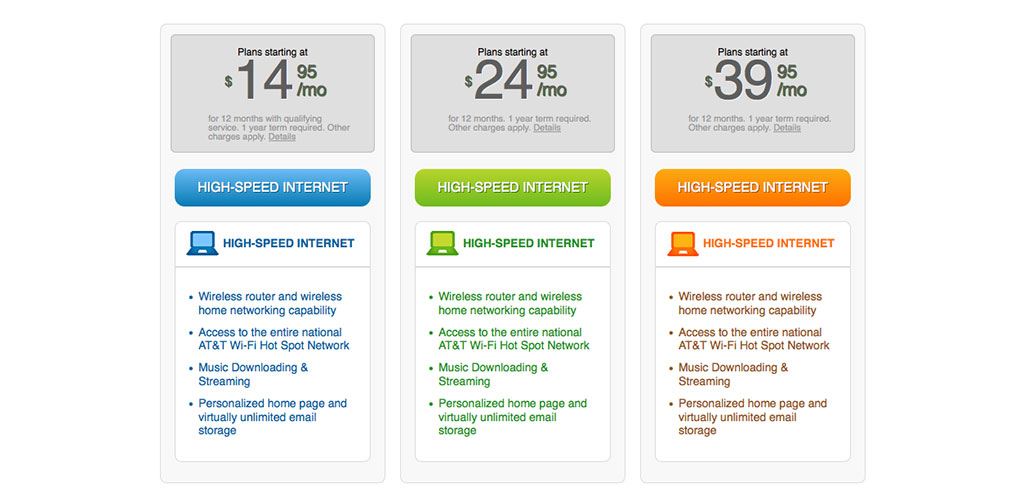 Plans starting at
$14 95 /mo
for 12 months with qualifying
service. 1 year term required. Other
charges apply. Details
HIGH-SPEED INTERNET
HIGH-SPEED INTERNET
• Wireless router and wireless
home networking capability
• Access to the entire national
AT&T Wi-Fi Hot Spot Network
• Music Downloading &
Streaming
• Personalized home page and
virtually unlimited email
storage
Plans starting at
$24 95 /mo
for 12 months. 1 year term required.
Other charges apply. Details
HIGH-SPEED INTERNET
HIGH-SPEED INTERNET
• Wireless router and wireless
home networking capability
• Access to the entire national
AT&T Wi-Fi Hot Spot Network
• Music Downloading &
Streaming
• Personalized home page and
virtually unlimited email
storage
Plans starting at
$39 95 /mo
for 12 months. 1 year term required.
Other charges apply. Details
HIGH-SPEED INTERNET
HIGH-SPEED INTERNET
• Wireless router and wireless
home networking capability
• Access to the entire national
AT&T Wi-Fi Hot Spot Network
• Music Downloading &
Streaming
• Personalized home page and
virtually unlimited email
storage